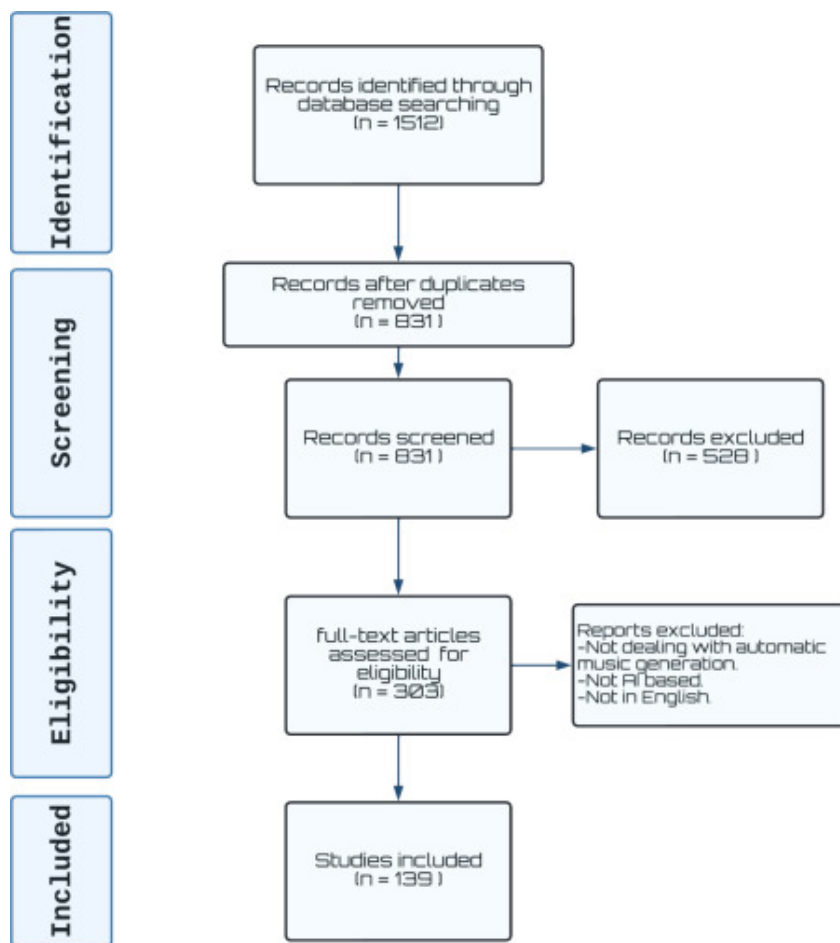 Identification
Records identified through
database searching
(n = 1512)
Screening
Records after duplicates
removed
(n = 831)
Records screened
(n = 831 )
Records excluded
(n = 528 )
Eligibility
full-text articles
assessed for
eligibility
(n = 303)
Reports excluded:
-Not dealing with automatic
music generation.
-Not AI based.
-Not in English.
Included
Studies included
(n = 139 )